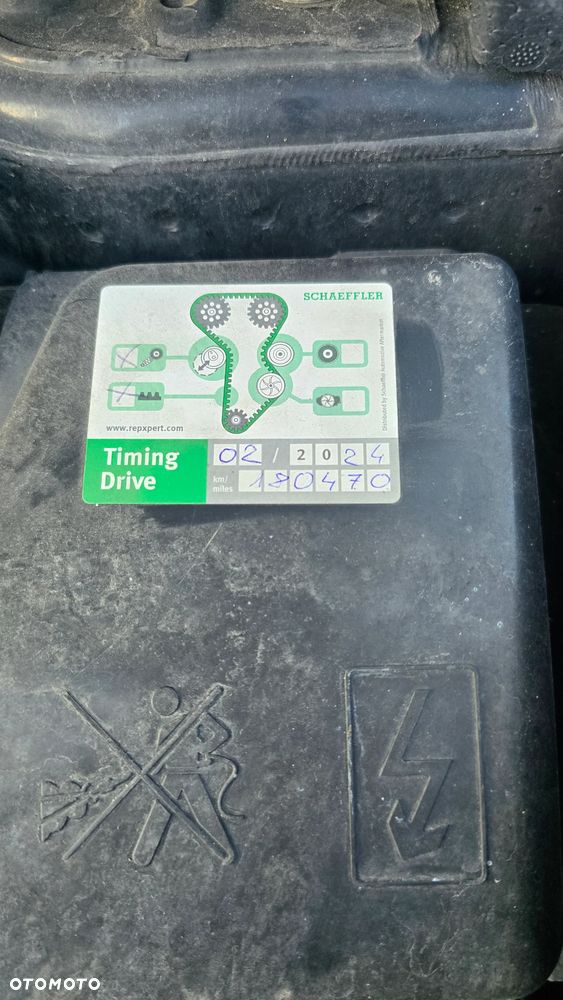 SCHAEFFLER
Distributed by Schaeffler Automotive Aftermarket
www.repxpert.com
Timing
Drive
02 / 2024
km/
miles
180470
OTOMOTO